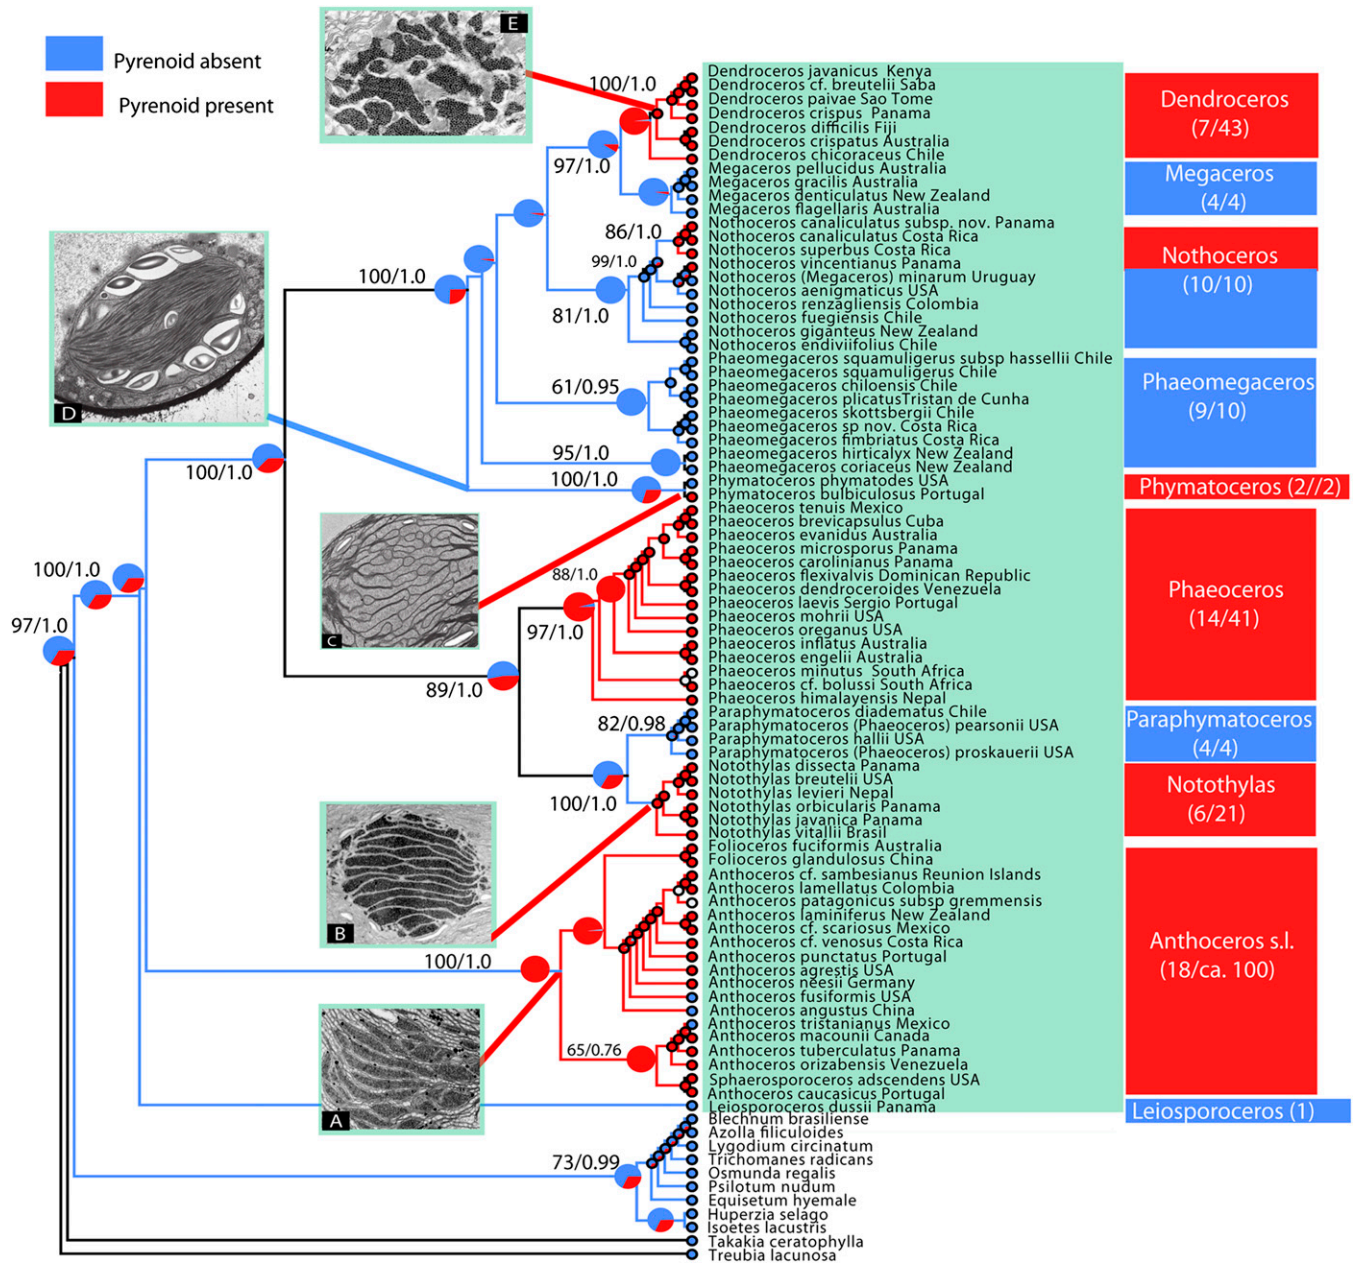 Pyrenoid absent
Pyrenoid present
E
D
C
B
A
100/1.0
97/1.0
86/1.0
99/1.0
100/1.0
81/1.0
61/0.95
95/1.0
100/1.0
100/1.0
88/1.0
97/1.0
89/1.0
100/1.0
97/1.0
82/0.98
100/1.0
100/1.0
65/0.76
73/0.99
Dendroceros javanicus Kenya
Dendroceros cf. breutelii Saba
Dendroceros paivae Sao Tome
Dendroceros crispus Panama
Dendroceros difficilis Fiji
Dendroceros crispatus Australia
Dendroceros chicoraceus Chile
Megaceros pellucidus Australia
Megaceros gracilis Australia
Megaceros denticulatus New Zealand
Megaceros flagellaris Australia
Nothoceros canaliculatus subsp. nov. Panama
Nothoceros canaliculatus Costa Rica
Nothoceros superbus Costa Rica
Nothoceros vincentianus Panama
Nothoceros (Megaceros) minarum Uruguay
Nothoceros aenigmaticus USA
Nothoceros renzagliensis Colombia
Nothoceros fuegiensis Chile
Nothoceros giganteus New Zealand
Nothoceros endiviifolius Chile
Phaeomegaceros squamuligerus subsp hassellii Chile
Phaeomegaceros squamuligerus Chile
Phaeomegaceros chiloensis Chile
Phaeomegaceros plicatusTristan de Cunha
Phaeomegaceros skottsbergii Chile
Phaeomegaceros sp nov. Costa Rica
Phaeomegaceros fimbriatus Costa Rica
Phaeomegaceros hirticalyx New Zealand
Phaeomegaceros coriaceus New Zealand
Phymatoceros phymatodes USA
Phymatoceros bulbiculosus Portugal
Phaeoceros tenuis Mexico
Phaeoceros brevicapsulus Cuba
Phaeoceros evanidus Australia
Phaeoceros microsporus Panama
Phaeoceros carolinianus Panama
Phaeoceros flexivalvis Dominican Republic
Phaeoceros dendroceroides Venezuela
Phaeoceros laevis Sergio Portugal
Phaeoceros mohrii USA
Phaeoceros oreganus USA
Phaeoceros inflatus Australia
Phaeoceros engelii Australia
Phaeoceros minutus South Africa
Phaeoceros cf. bolussi South Africa
Phaeoceros himalayensis Nepal
Paraphymatoceros diadematus Chile
Paraphymatoceros (Phaeoceros) pearsonii USA
Paraphymatoceros hallii USA
Paraphymatoceros (Phaeoceros) proskauerii USA
Notothylas dissecta Panama
Notothylas breutelii USA
Notothylas levieri Nepal
Notothylas orbicularis Panama
Notothylas javanica Panama
Notothylas vitallii Brasil
Folioceros fuciformis Australia
Folioceros glandulosus China
Anthoceros cf. sambesianus Reunion Islands
Anthoceros lamellatus Colombia
Anthoceros patagonicus subsp gremmensis
Anthoceros laminiferus New Zealand
Anthoceros cf. scariosus Mexico
Anthoceros cf. venosus Costa Rica
Anthoceros punctatus Portugal
Anthoceros agrestis USA
Anthoceros neesii Germany
Anthoceros fusiformis USA
Anthoceros angustus China
Anthoceros tristanianus Mexico
Anthoceros macounii Canada
Anthoceros tuberculatus Panama
Anthoceros orizabensis Venezuela
Sphaerosporoceros adscendens USA
Anthoceros caucasicus Portugal
Leiosporoceros dussii Panama
Blechnum brasiliense
Azolla filiculoides
Lygodium circinatum
Trichomanes radicans
Osmunda regalis
Psilotum nudum
Equisetum hyemale
Huperzia selago
Isoetes lacustris
Takakia ceratophylla
Treubia lacunosa
Dendroceros
(7/43)
Megaceros
(4/4)
Nothoceros
(10/10)
Phaeomegaceros
(9/10)
Phymatoceros (2//2)
Phaeoceros
(14/41)
Paraphymatoceros
(4/4)
Notothylas
(6/21)
Anthoceros s.l.
(18/ca. 100)
Leiosporoceros (1)